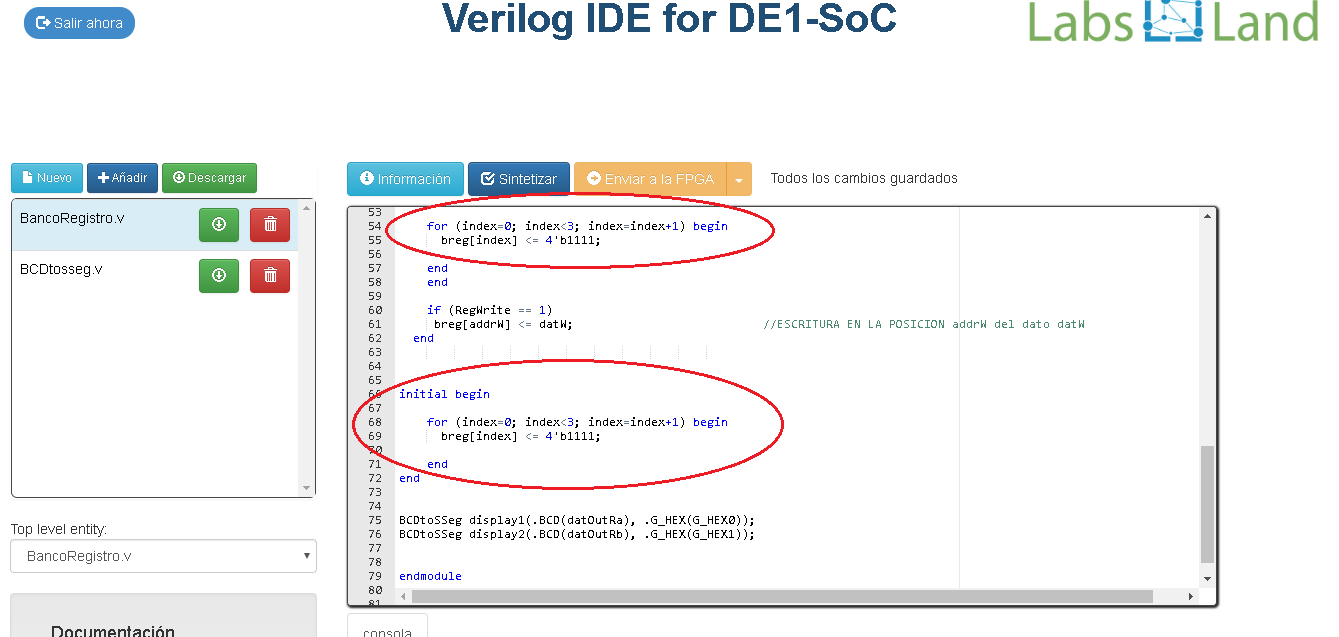 Salir ahora
Verilog IDE for DE1-SoC
Labs Land
Nuevo
Añadir
Descargar
BancoRegistro.v
BCDtosseg.v
Top level entity:
BancoRegistro.v
Documentación
Información
Sintetizar
Enviar a la FPGA
Todos los cambios guardados
53
54 for (index=0; index<3; index=index+1) begin
55 breg[index] <= 4'b1111;
56
57 end
58 end
59
60 if (RegWrite == 1)
61 breg[addrW] <= datW; //ESCRITURA EN LA POSICION addrW del dato datW
62 end
63
64
65
66 initial begin
67
68 for (index=0; index<3; index=index+1) begin
69 breg[index] <= 4'b1111;
70
71 end
72 end
73
74
75 BCDtoSSeg display1(.BCD(datOutRa), .G_HEX(G_HEX0));
76 BCDtoSSeg display2(.BCD(datOutRb), .G_HEX(G_HEX1));
77
78
79 endmodule
80
81
consola